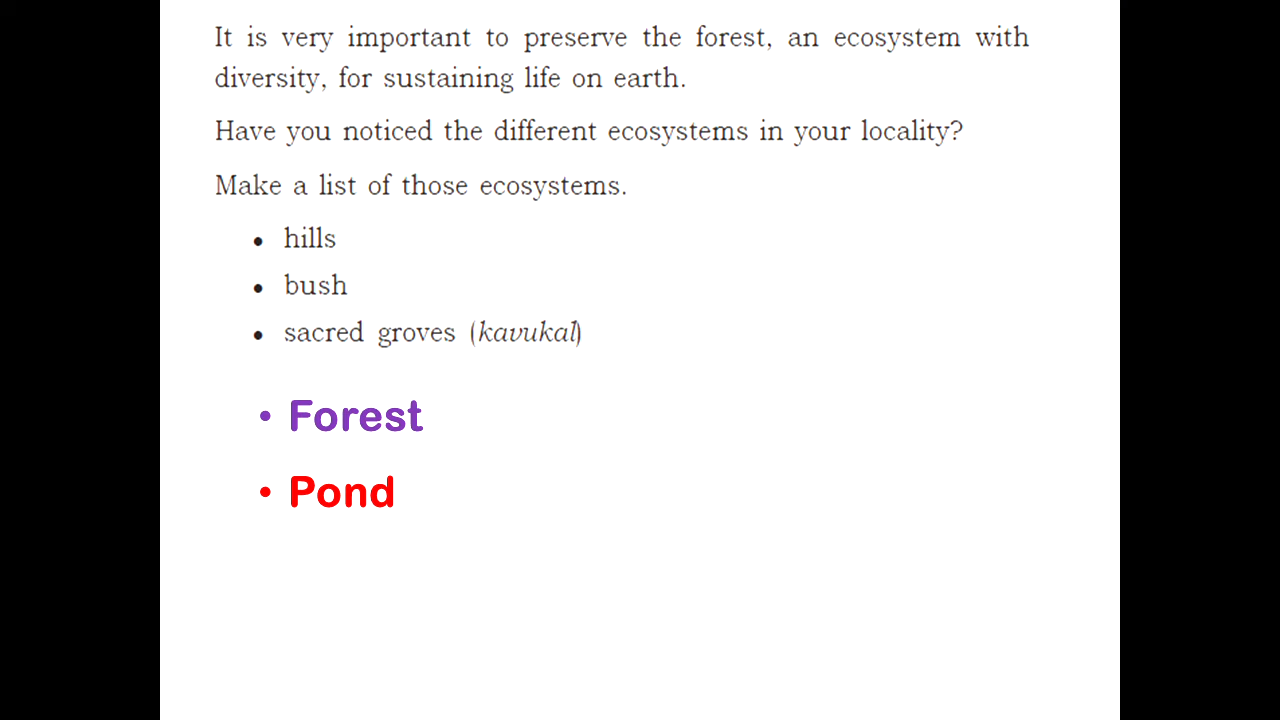 It is very important to preserve the forest, an ecosystem with
diversity, for sustaining life on earth.
Have you noticed the different ecosystems in your locality?
Make a list of those ecosystems.
• hills
• bush
• sacred groves (kavukal)
• Forest
• Pond